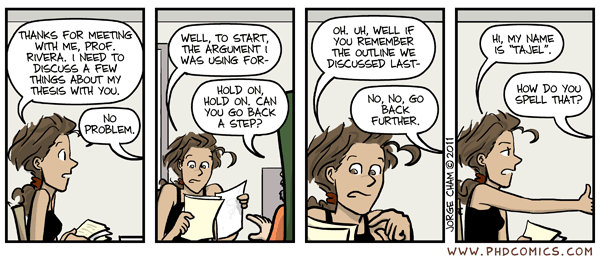 THANKS FOR MEETING
WITH ME, PROF.
RIVERA. I NEED TO
DISCUSS A FEW
THINGS ABOUT MY
THESIS WITH YOU.
NO
PROBLEM.
WELL, TO START,
THE ARGUMENT I
WAS USING FOR-
HOLD ON,
HOLD ON. CAN
YOU GO BACK
A STEP?
OH. UH, WELL IF
YOU REMEMBER
THE OUTLINE WE
DISCUSSED LAST-
NO, NO, GO
BACK
FURTHER.
JORGE CHAM © 2011
HI, MY NAME
IS "TAJEL".
HOW DO YOU
SPELL THAT?
WWW.PHDCOMICS.COM